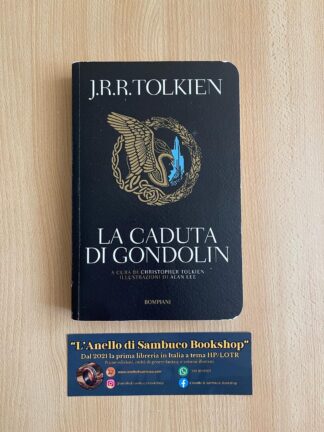 J.R.R.TOLKIEN
LA CADUTA
DI GONDOLIN
A CURA DI CHRISTOPHER TOLKIEN
ILLUSTRAZIONI DI ALAN LEE
BOMPIANI
"L'Anello di Sambuco Bookshop"
Dal 2021 la prima libreria in Italia a tema HP/LOTR